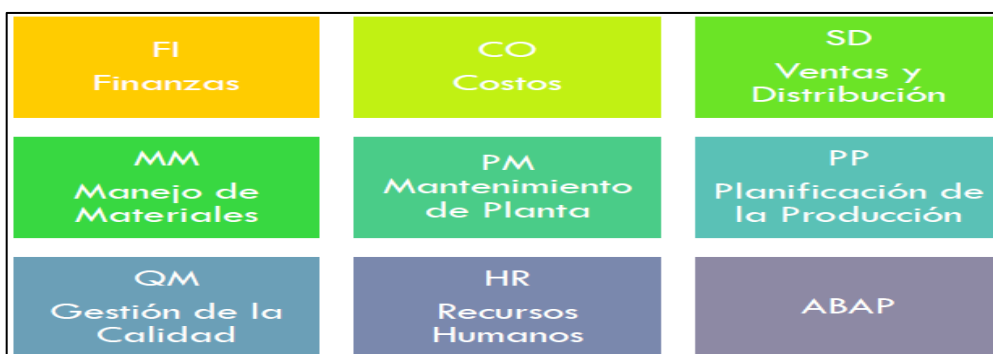 FI
Finanzas
CO
Costos
SD
Ventas y
Distribución
MM
Manejo de
Materiales
PM
Mantenimiento
de Planta
PP
Planificación de
la Producción
QM
Gestión de la
Calidad
HR
Recursos
Humanos
ABAP